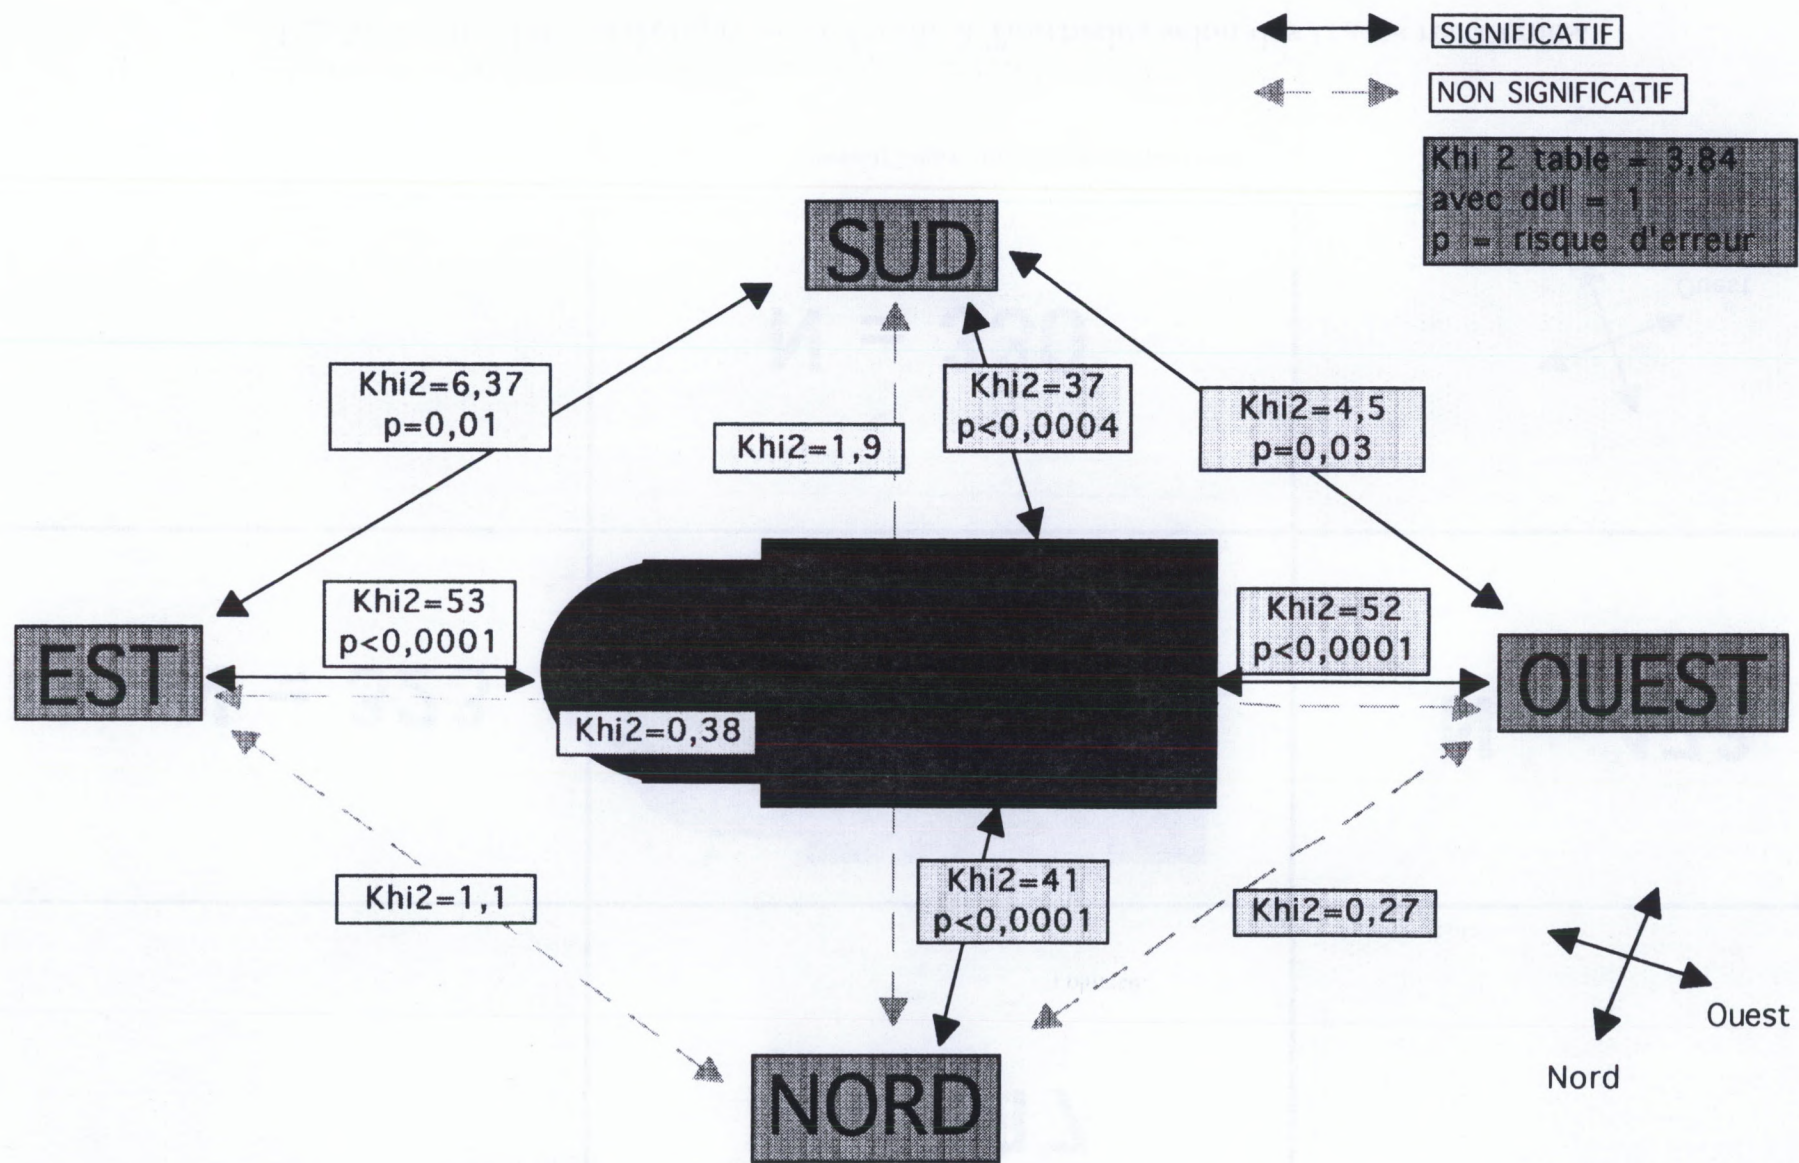 SIGNIFICATIF
NON SIGNIFICATIF
Khi 2 table = 3,84
avec ddl = 1
p = risque d'erreur
SUD
Khi2=6,37
p=0,01
Khi2=1,9
Khi2=37
p<0,0004
Khi2=4,5
p=0,03
EST
Khi2=53
p<0,0001
Khi2=52
p<0,0001
OUEST
Khi2=0,38
Khi2=1,1
Khi2=41
p<0,0001
Khi2=0,27
Ouest
Nord
NORD